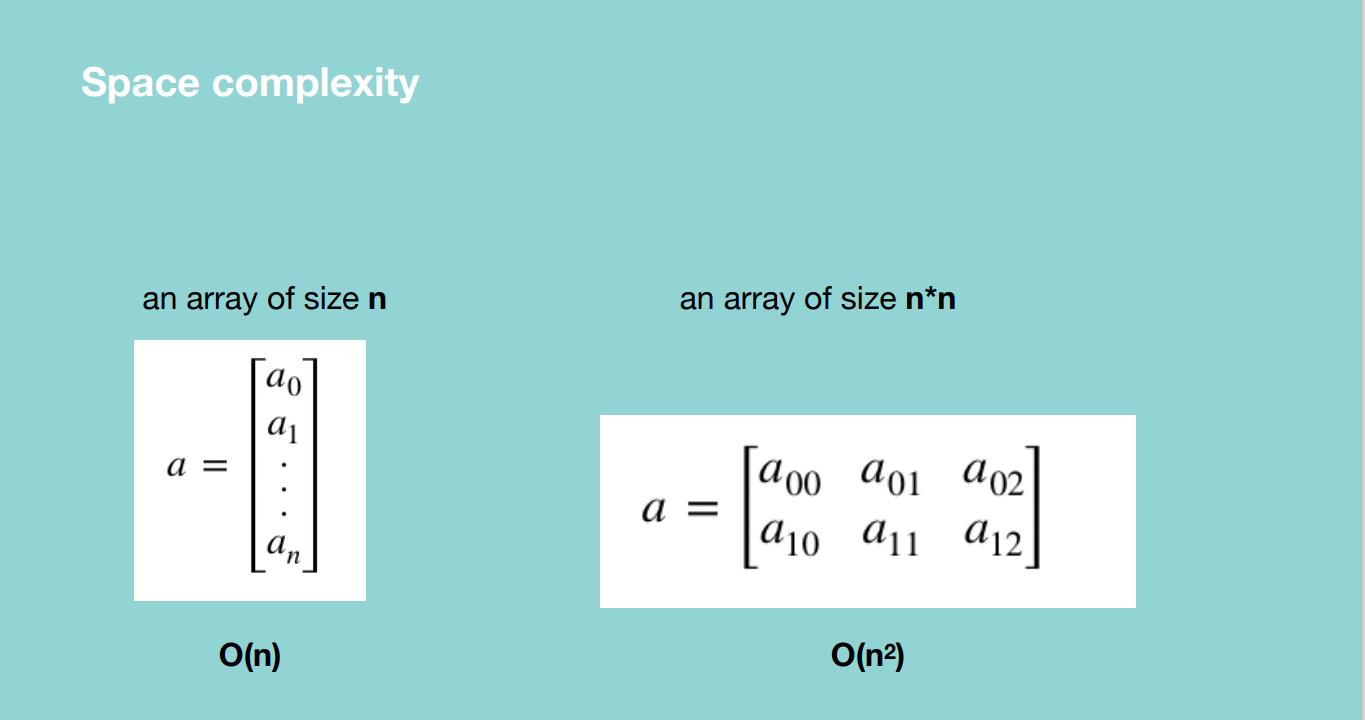 Space complexity
an array of size n
a = [a₀
a₁
.
.
.
aₙ]
O(n)
an array of size n*n
a = [a₀₀ a₀₁ a₀₂
a₁₀ a₁₁ a₁₂]
O(n²)